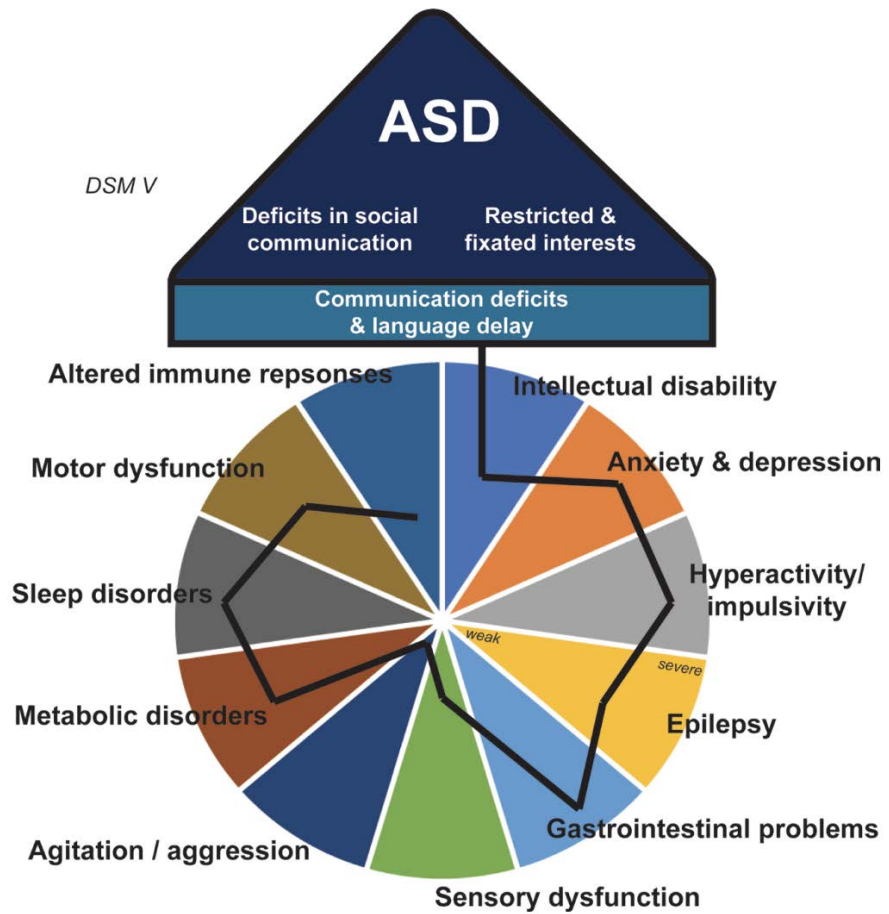 ASD
DSM V
Deficits in social
communication
Restricted &
fixated interests
Communication deficits
& language delay
Altered immune repsonses
Intellectual disability
Motor dysfunction
Anxiety & depression
Sleep disorders
Hyperactivity/
impulsivity
weak
severe
Metabolic disorders
Epilepsy
Agitation / aggression
Gastrointestinal problems
Sensory dysfunction